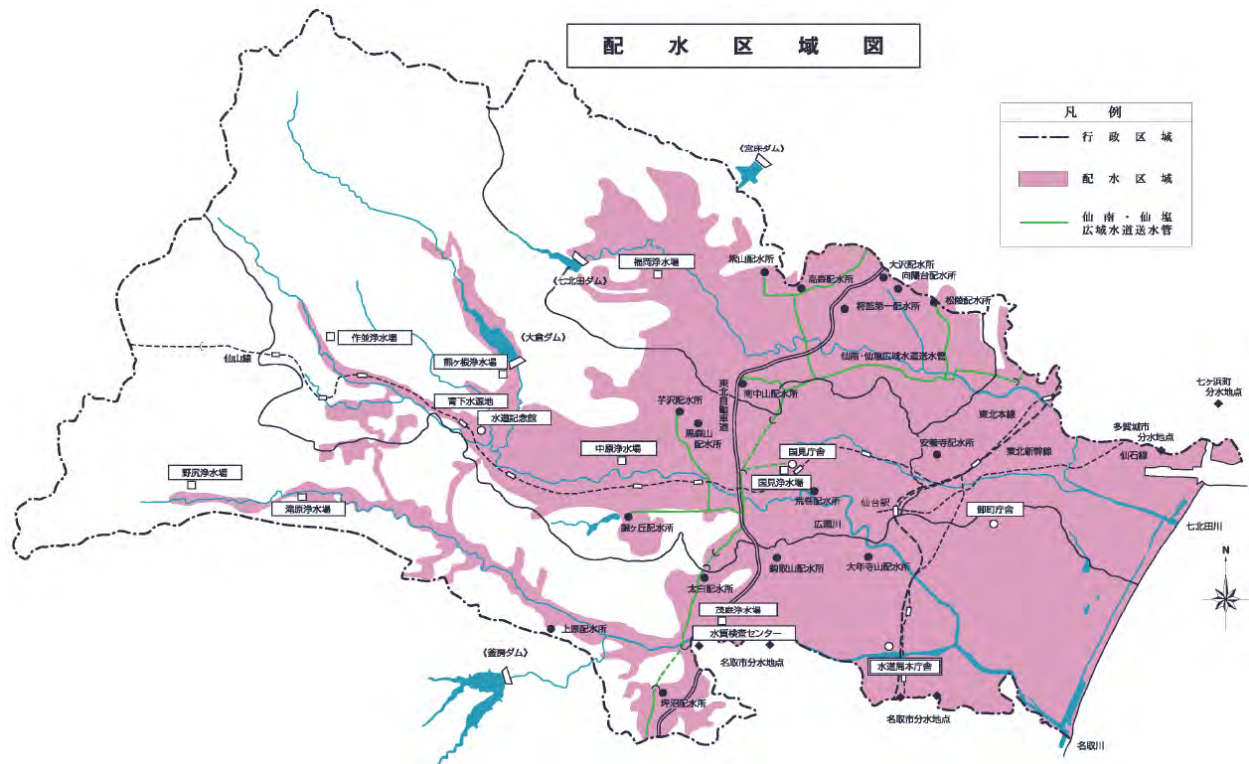 配水区域図
凡例
行政区域
配水区域
仙南・仙塩
広域水道送水管
《宮床ダム》
《七北田ダム》
福岡浄水場
大沢配水所
向陽台配水所
高森配水所
松陵配水所
将監第一配水所
《大倉ダム》
作並浄水場
仙山線
熊ヶ根浄水場
仙南・仙塩広域水道送水管
東北自動車道
南中山配水所
七ヶ浜町
分水地点
青下水源地
水道記念館
芋沢配水所
黒森山
配水所
東北本線
多賀城市
分水地点
中原浄水場
国見庁舎
安養寺配水所
東北新幹線
仙石線
野尻浄水場
国見浄水場
荒巻配水所
滝原浄水場
仙台駅
卸町庁舎
広瀬川
七北田川
N
鈎取山配水所
大年寺山配水所
太白配水所
茂庭浄水場
上原配水所
水質検査センター
名取市分水地点
水道局本庁舎
《釜房ダム》
坪沼配水所
名取市分水地点
名取川